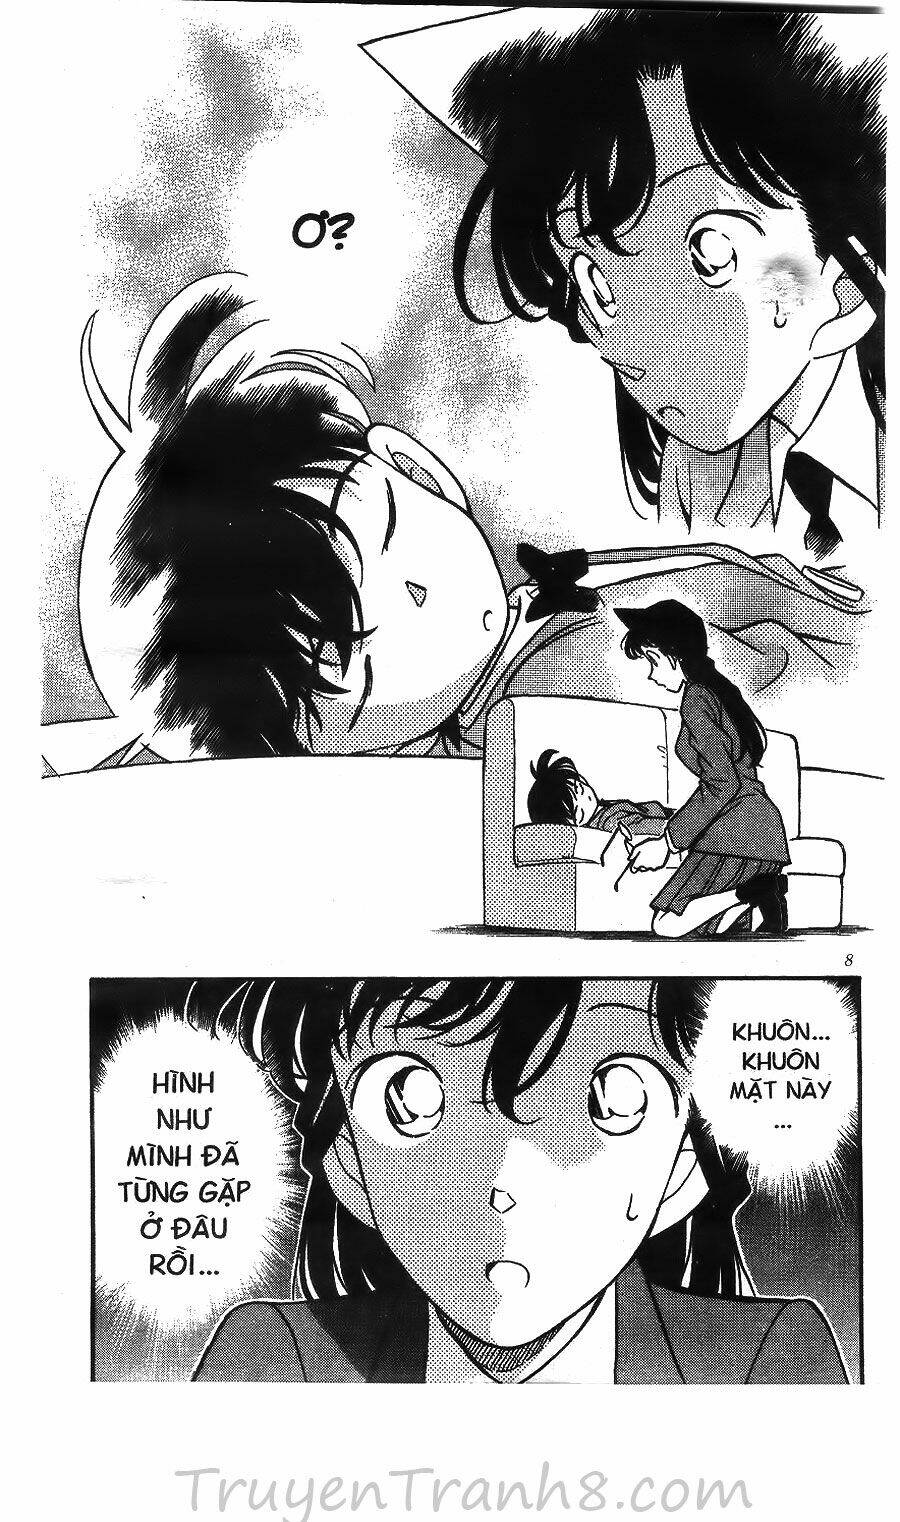 Ơ?
8
KHUÔN...
KHUÔN
MẶT NÀY
...
HÌNH
NHƯ
MÌNH ĐÃ
TỪNG GẶP
Ở ĐÂU
RỒI...
TruyenTranh8.com